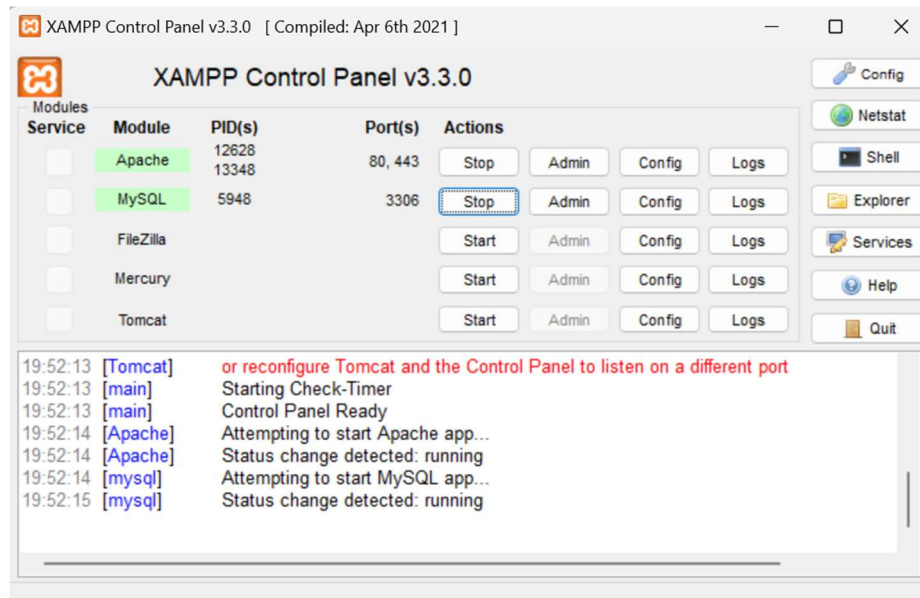 XAMPP Control Panel v3.3.0 [ Compiled: Apr 6th 2021 ]
XAMPP Control Panel v3.3.0
Config
Modules
Service Module PID(s) Port(s) Actions
Netstat
Apache 12628 13348 80, 443 Stop Admin Config Logs
Shell
MySQL 5948 3306 Stop Admin Config Logs
Explorer
FileZilla Start Admin Config Logs
Services
Mercury Start Admin Config Logs
Help
Tomcat Start Admin Config Logs
Quit
19:52:13 [Tomcat] or reconfigure Tomcat and the Control Panel to listen on a different port
19:52:13 [main] Starting Check-Timer
19:52:13 [main] Control Panel Ready
19:52:14 [Apache] Attempting to start Apache app...
19:52:14 [Apache] Status change detected: running
19:52:14 [mysql] Attempting to start MySQL app...
19:52:15 [mysql] Status change detected: running